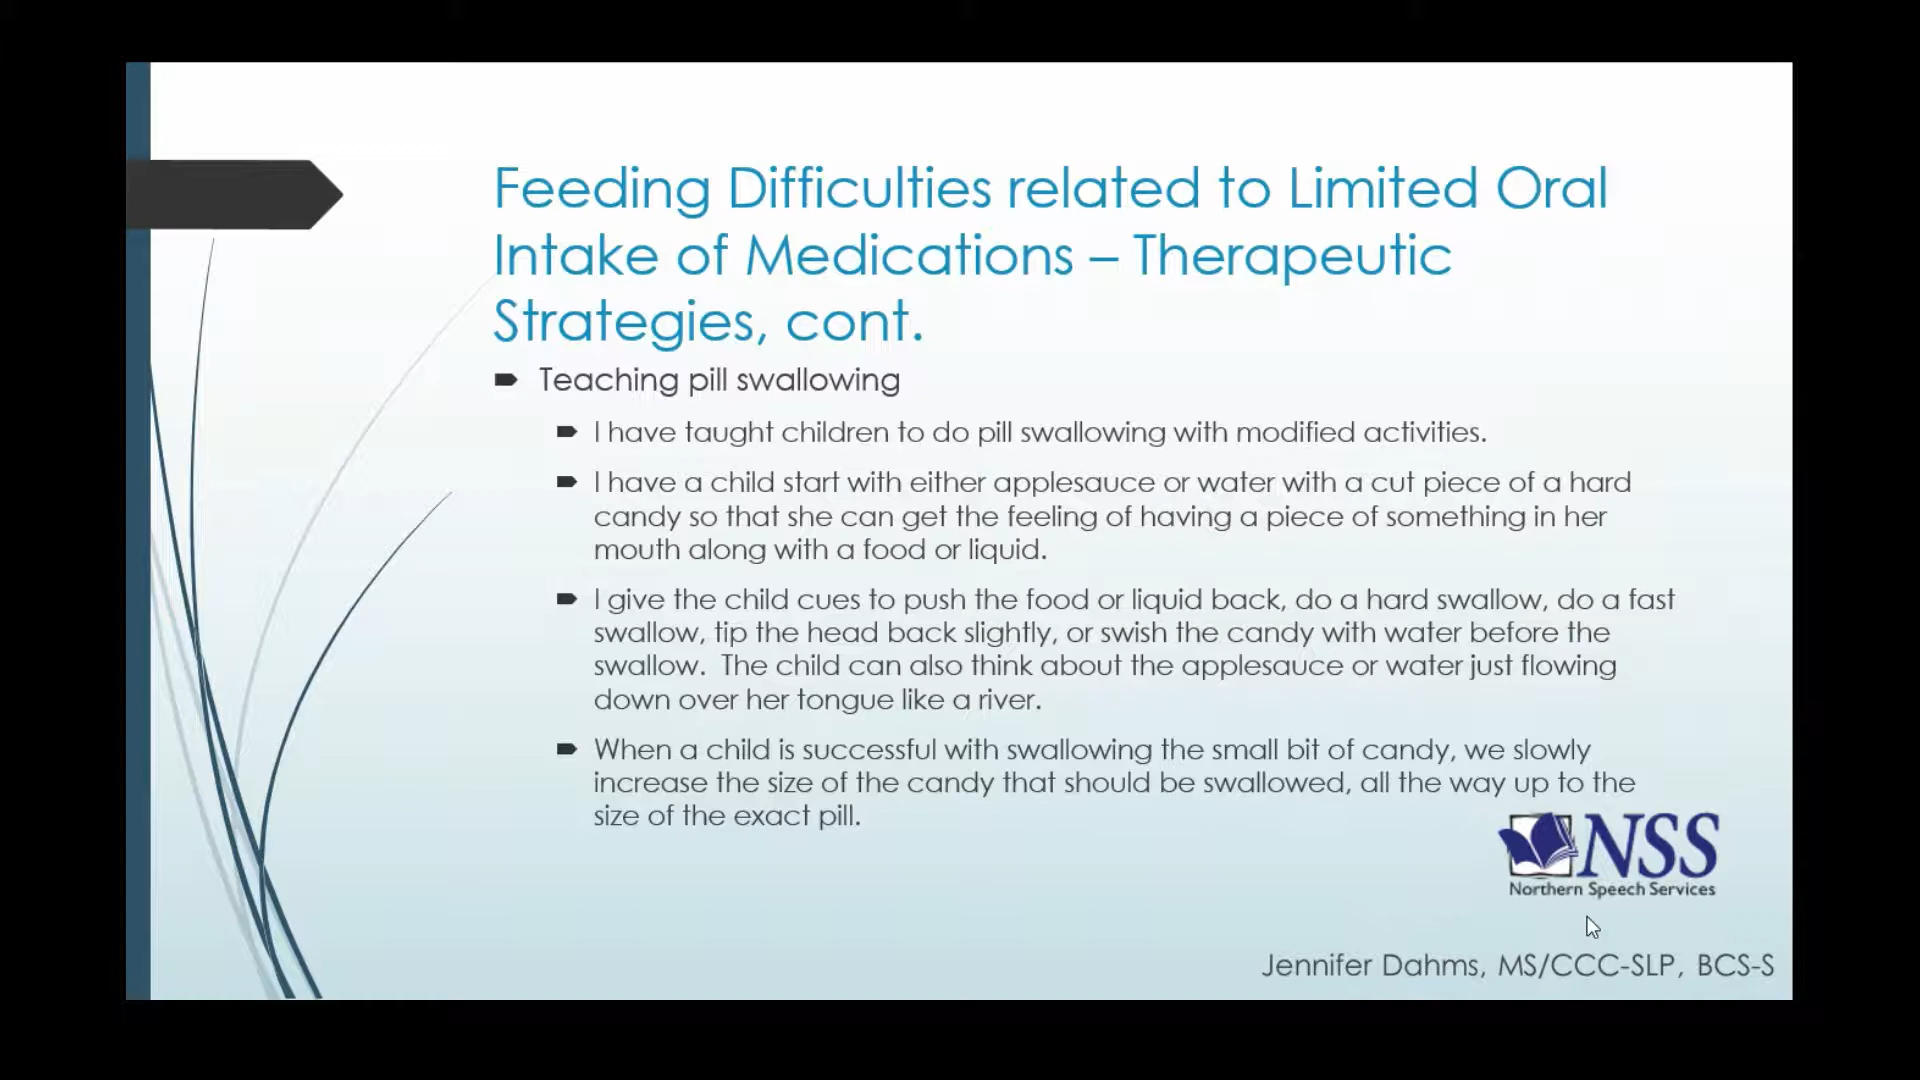 Feeding Difficulties related to Limited Oral
Intake of Medications – Therapeutic
Strategies, cont.
Teaching pill swallowing
I have taught children to do pill swallowing with modified activities.
I have a child start with either applesauce or water with a cut piece of a hard
candy so that she can get the feeling of having a piece of something in her
mouth along with a food or liquid.
I give the child cues to push the food or liquid back, do a hard swallow, do a fast
swallow, tip the head back slightly, or swish the candy with water before the
swallow.  The child can also think about the applesauce or water just flowing
down over her tongue like a river.
When a child is successful with swallowing the small bit of candy, we slowly
increase the size of the candy that should be swallowed, all the way up to the
size of the exact pill.
NSS
Northern Speech Services
Jennifer Dahms, MS/CCC-SLP, BCS-S